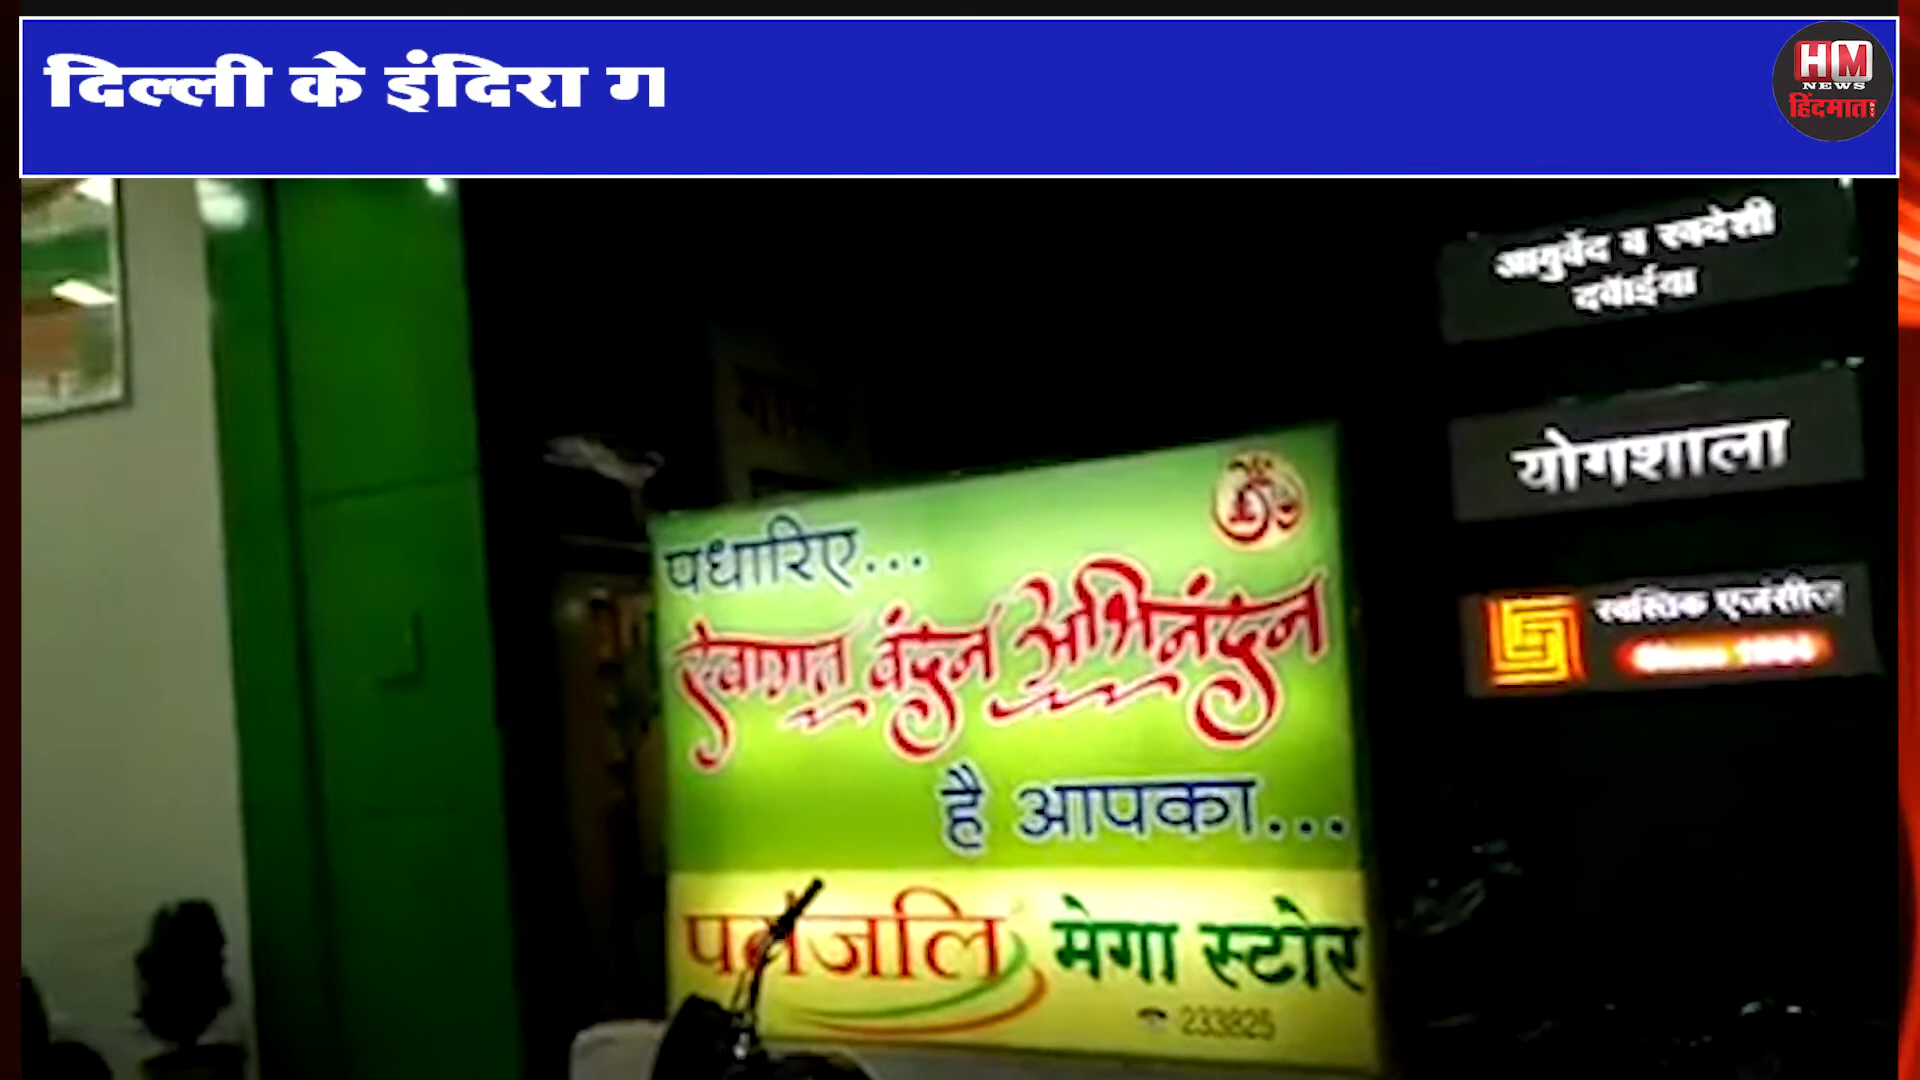 दिल्ली के इंदिरा ग
HM
NEWS
हिंदमाता
आयुर्वेद व स्वदेशी
दवाईया
योगशाला
स्वस्तिक एजंसीज
पधारिए...
ॐ
स्वागत वंदन अभिनंदन
है आपका...
पतंजलि मेगा स्टोर
233825